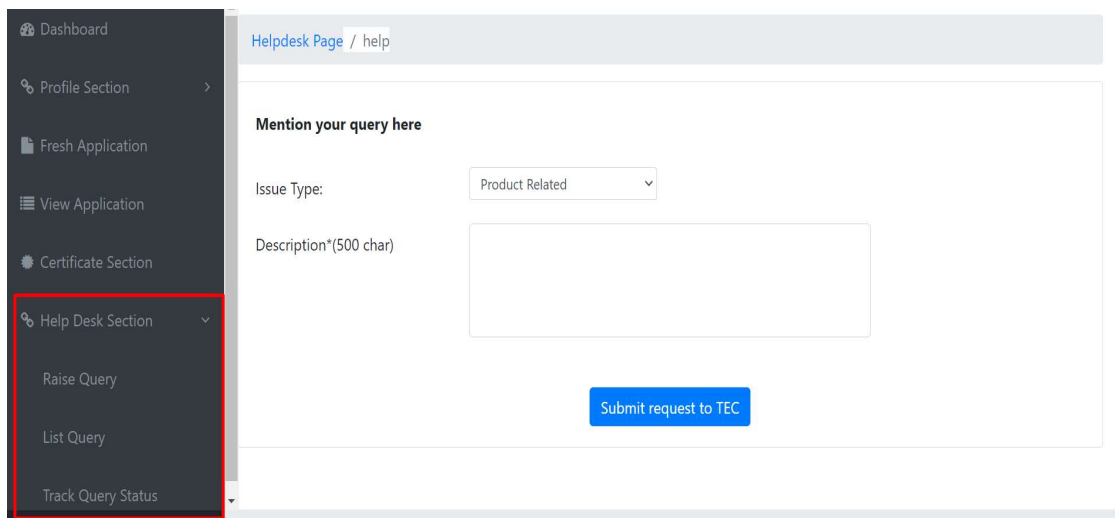 Dashboard
Profile Section
Fresh Application
View Application
Certificate Section
Help Desk Section
Raise Query
List Query
Track Query Status
Helpdesk Page / help
Mention your query here
Issue Type:
Product Related
Description*(500 char)
Submit request to TEC